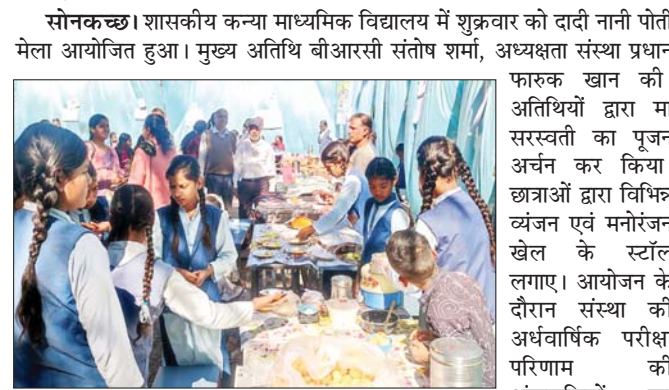 सोनकच्छ। शासकीय कन्या माध्यमिक विद्यालय में शुक्रवार को दादी नानी पोती
मेला आयोजित हुआ। मुख्य अतिथि बीआरसी संतोष शर्मा, अध्यक्षता संस्था प्रधान
फारुक खान की
अतिथियों द्वारा म
सरस्वती का पूजन
अर्चन कर किया
छात्राओं द्वारा विभिन्न
व्यंजन एवं मनोरंजन
खेल के स्टॉल
लगाए। आयोजन के
दौरान संस्था की
अर्धवार्षिक परीक्ष
परिणाम की